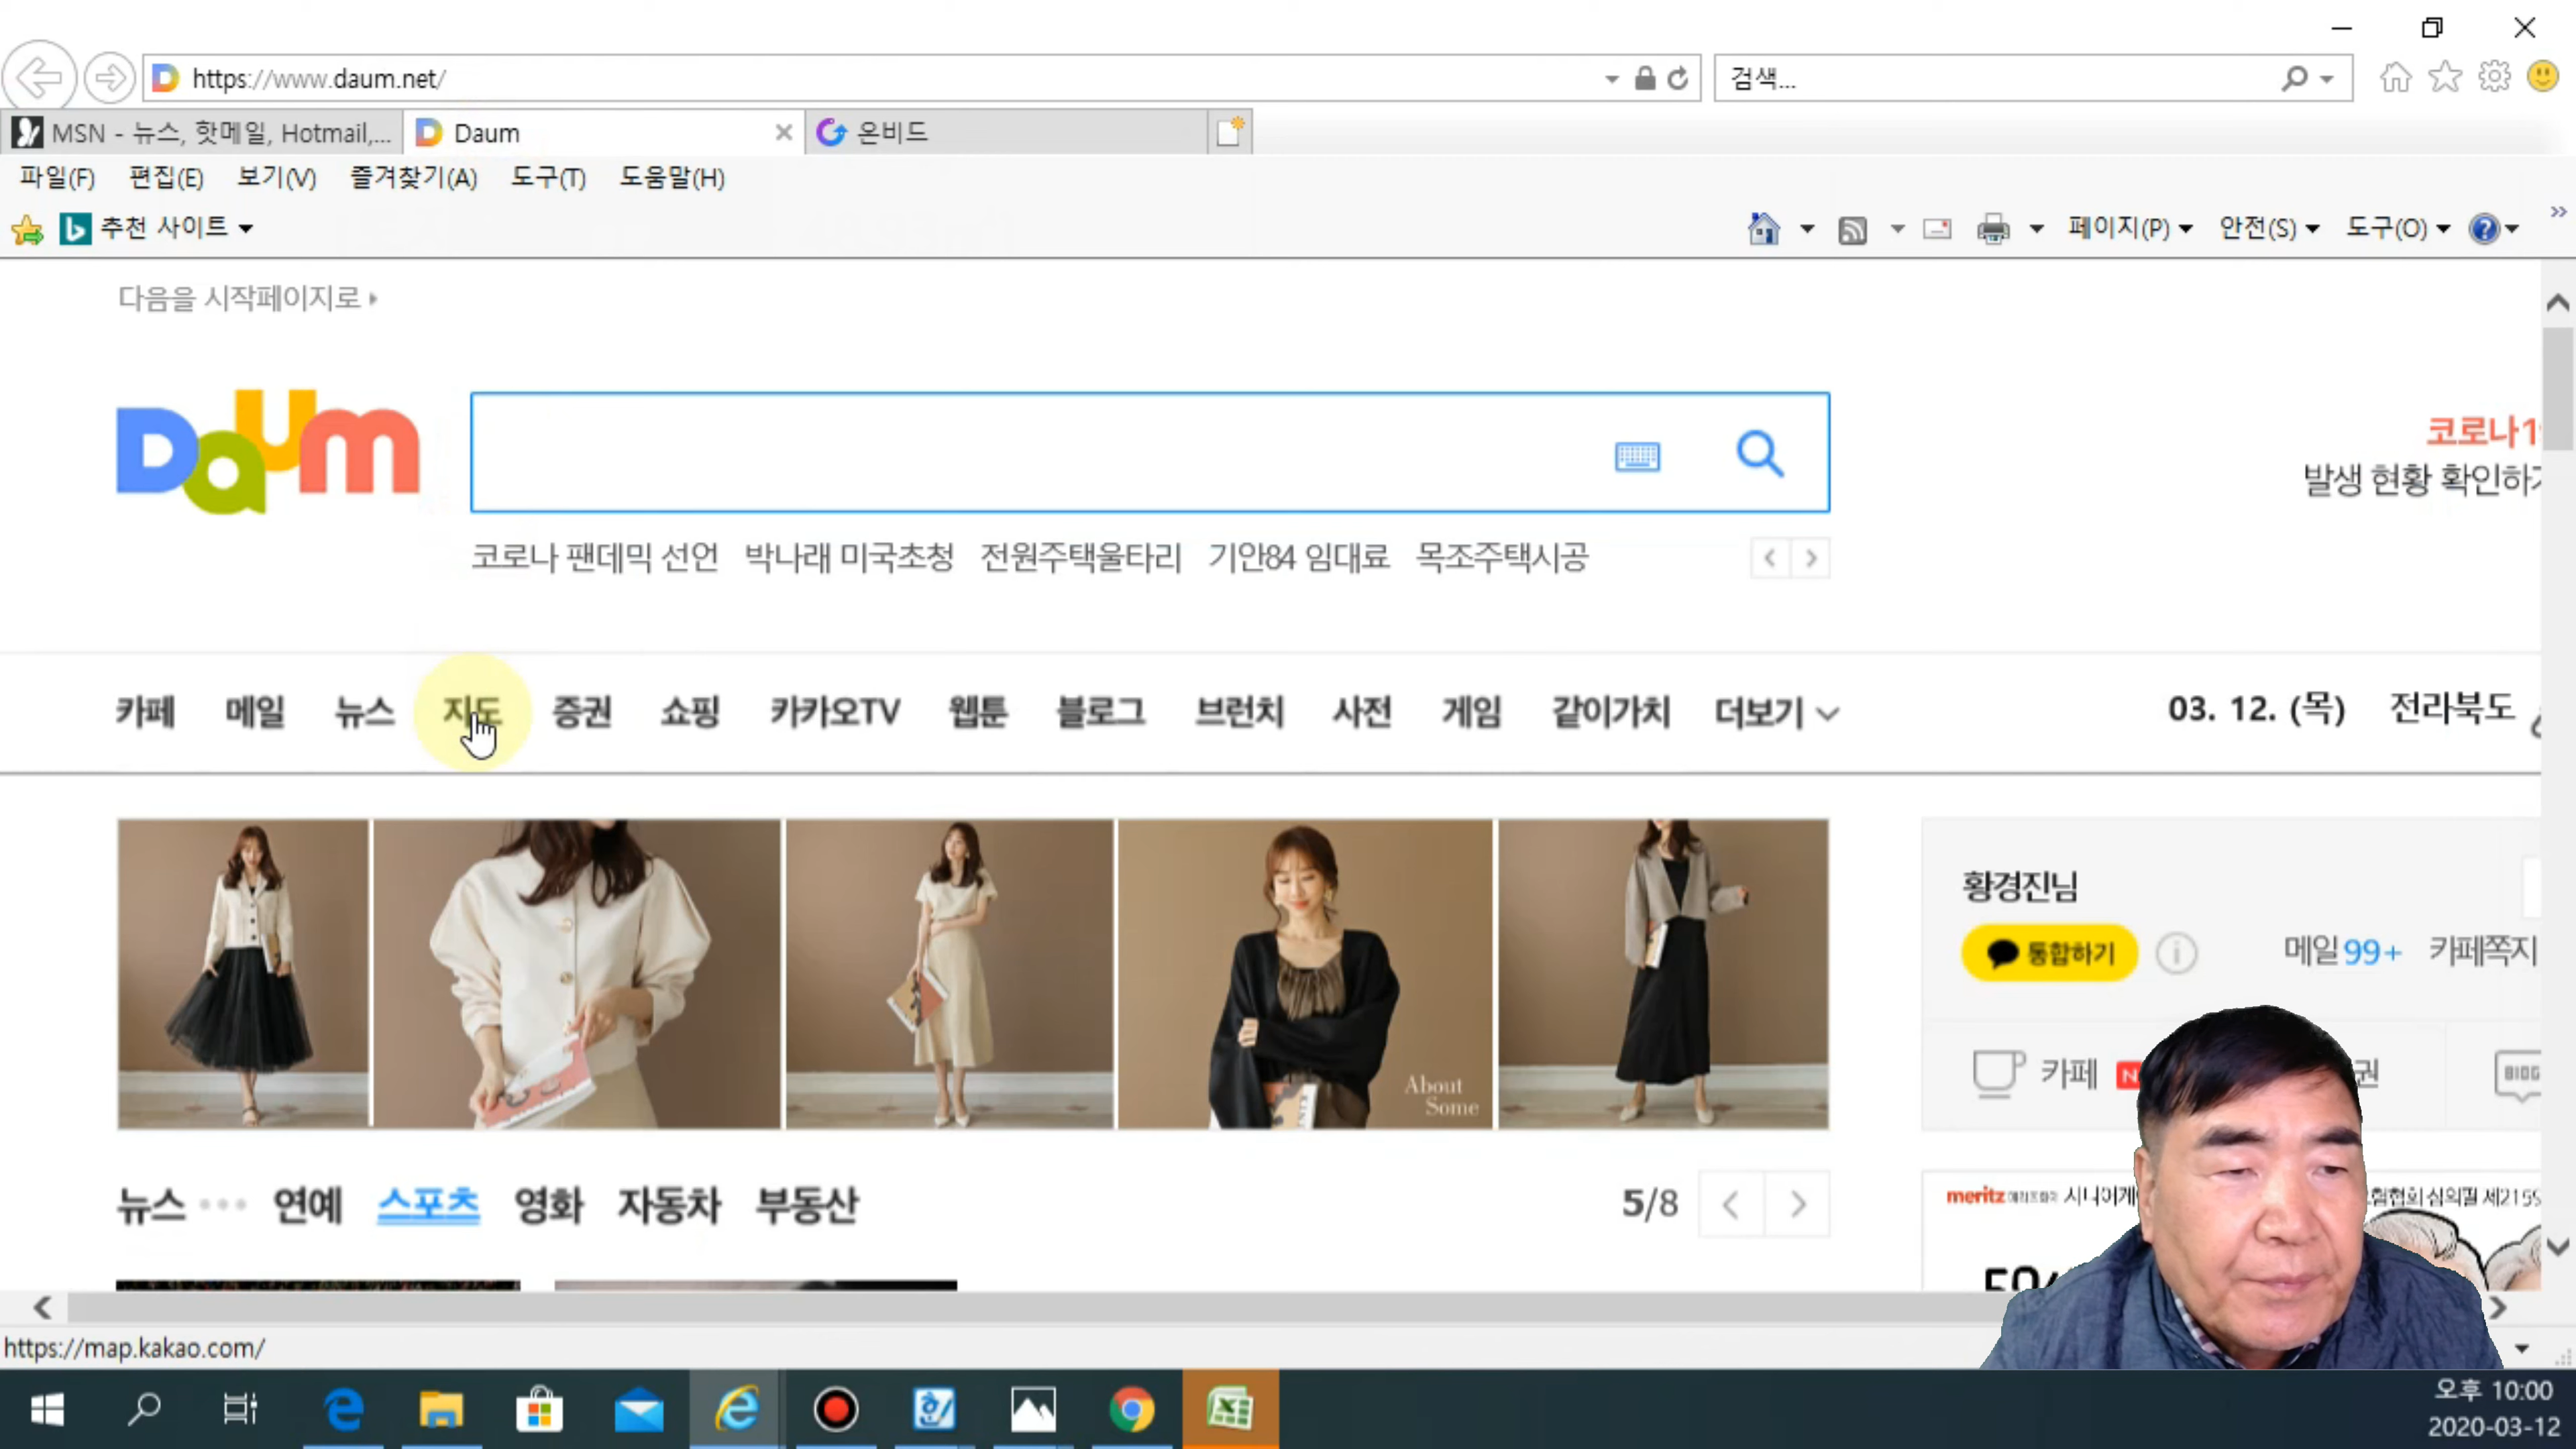 https://www.daum.net/
검색...
MSN - 뉴스, 핫메일, Hotmail,...
Daum
온비드
파일(F) 편집(E) 보기(V) 즐겨찾기(A) 도구(T) 도움말(H)
추천 사이트
페이지(P) 안전(S) 도구(O)
다음을 시작페이지로
Daum
코로나1
발생 현황 확인하
코로나 팬데믹 선언 박나래 미국초청 전원주택울타리 기안84 임대료 목조주택시공
카페 메일 뉴스 지도 증권 쇼핑 카카오TV 웹툰 블로그 브런치 사전 게임 같이가치 더보기
03. 12. (목) 전라북도
About
Some
황경진님
통합하기
메일 99+ 카페쪽지
카페 N
권
BLOG
뉴스 연예 스포츠 영화 자동차 부동산
5/8
meritz
https://map.kakao.com/
오후 10:00
2020-03-12